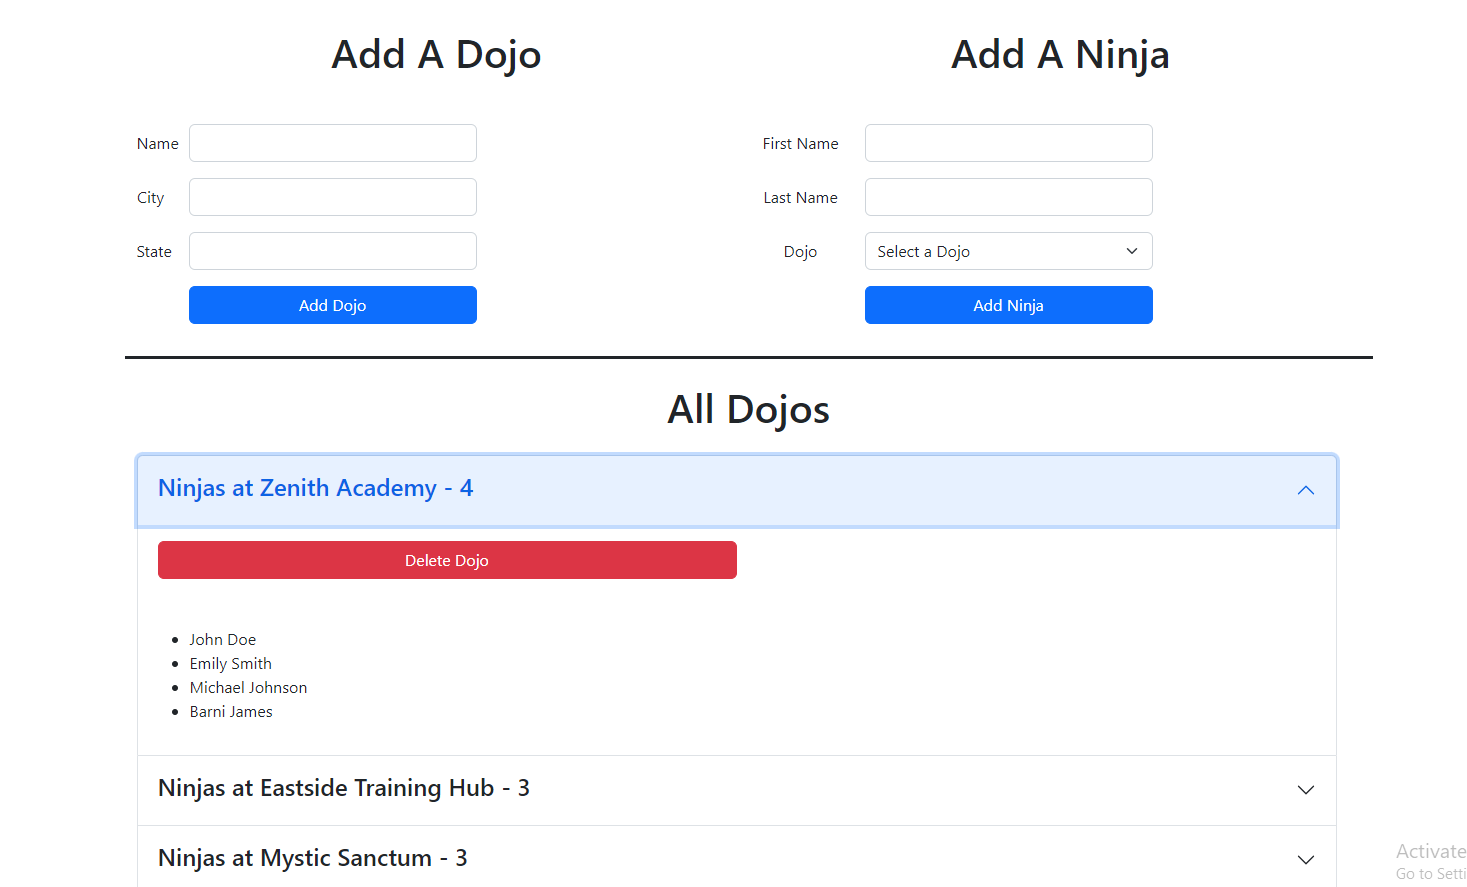 Add A Dojo
Name
City
State
Add Dojo
Add A Ninja
First Name
Last Name
Dojo
Select a Dojo
Add Ninja
All Dojos
Ninjas at Zenith Academy - 4
Delete Dojo
John Doe
Emily Smith
Michael Johnson
Barni James
Ninjas at Eastside Training Hub - 3
Ninjas at Mystic Sanctum - 3
Activate
Go to Setti